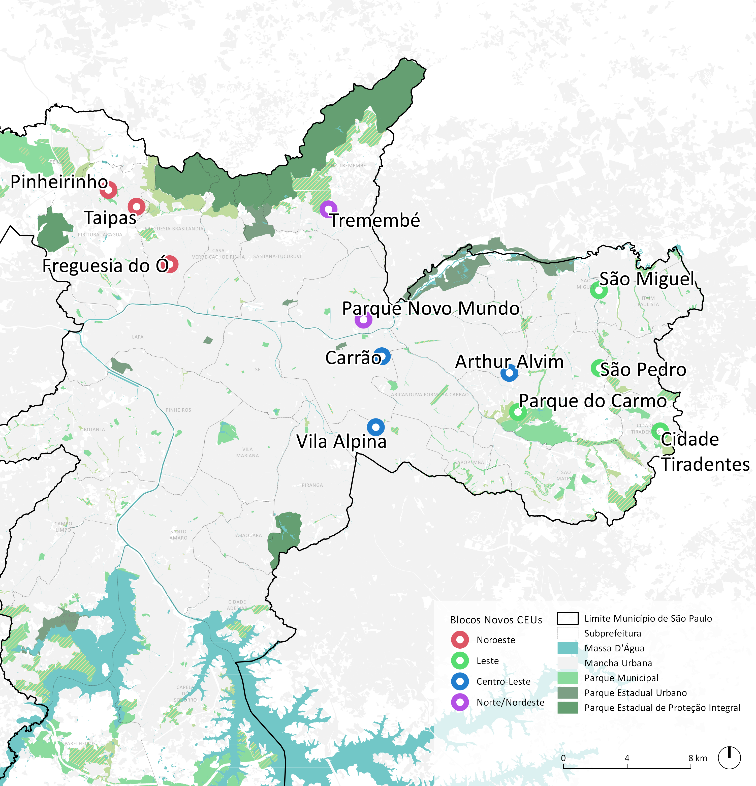 Pinheirinho
Taipas
Tremembé
Freguesia do Ó
São Miguel
Parque Novo Mundo
Carrão
Arthur Alvim
São Pedro
Parque do Carmo
Vila Alpina
Cidade
Tiradentes
Blocos Novos CEUs
Noroeste
Leste
Centro-Leste
Norte/Nordeste
Limite Município de São Paulo
Subprefeitura
Massa D'Água
Mancha Urbana
Parque Municipal
Parque Estadual Urbano
Parque Estadual de Proteção Integral
0 4 8 km